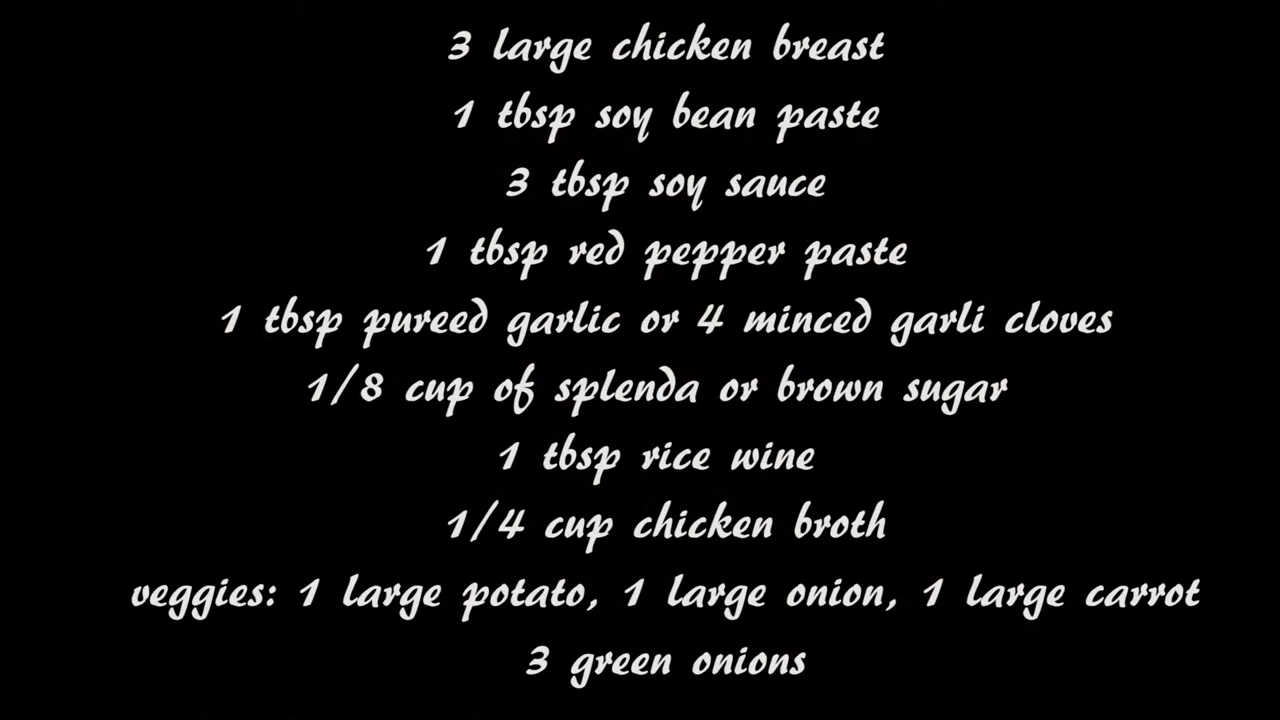 3 large chicken breast
1 tbsp soy bean paste
3 tbsp soy sauce
1 tbsp red pepper paste
1 tbsp pureed garlic or 4 minced garli cloves
1/8 cup of splenda or brown sugar
1 tbsp rice wine
1/4 cup chicken broth
veggies: 1 large potato, 1 large onion, 1 large carrot
3 green onions